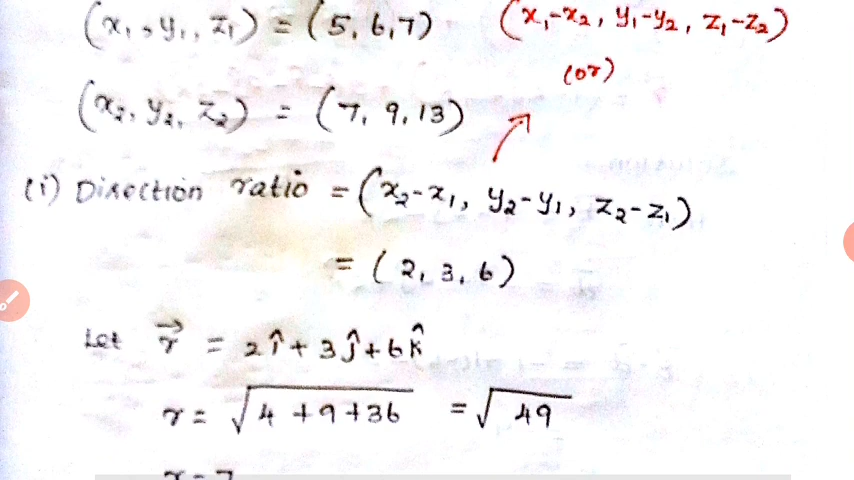 (x₁, y₁, z₁) = (5, 6, 7) (x₁-x₂, y₁-y₂, z₁-z₂)
(or)
(x₂, y₂, z₂) = (7, 9, 13)
(i) Direction ratio = (x₂-x₁, y₂-y₁, z₂-z₁)
= (2, 3, 6)
Let r⃗ = 2î + 3ĵ + 6k̂
r = √4+9+36 = √49
r = 7